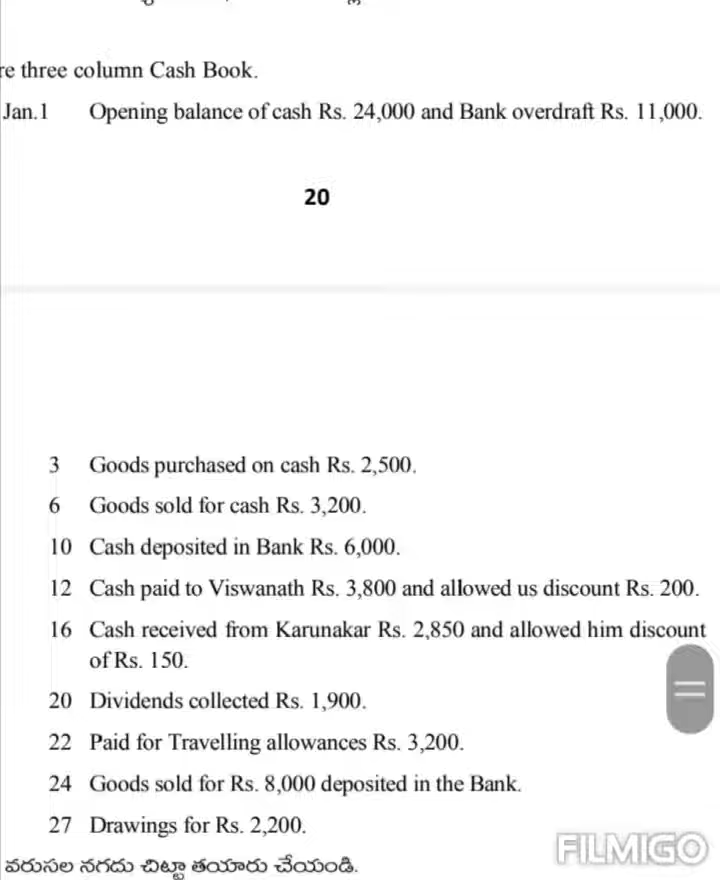 re three column Cash Book.
Jan.1 Opening balance of cash Rs. 24,000 and Bank overdraft Rs. 11,000.
20
3 Goods purchased on cash Rs. 2,500.
6 Goods sold for cash Rs. 3,200.
10 Cash deposited in Bank Rs. 6,000.
12 Cash paid to Viswanath Rs. 3,800 and allowed us discount Rs. 200.
16 Cash received from Karunakar Rs. 2,850 and allowed him discount
of Rs. 150.
20 Dividends collected Rs. 1,900.
22 Paid for Travelling allowances Rs. 3,200.
24 Goods sold for Rs. 8,000 deposited in the Bank.
27 Drawings for Rs. 2,200.
వరుసల నగదు చిట్టా తయారు చేయండి.
FILMIGO